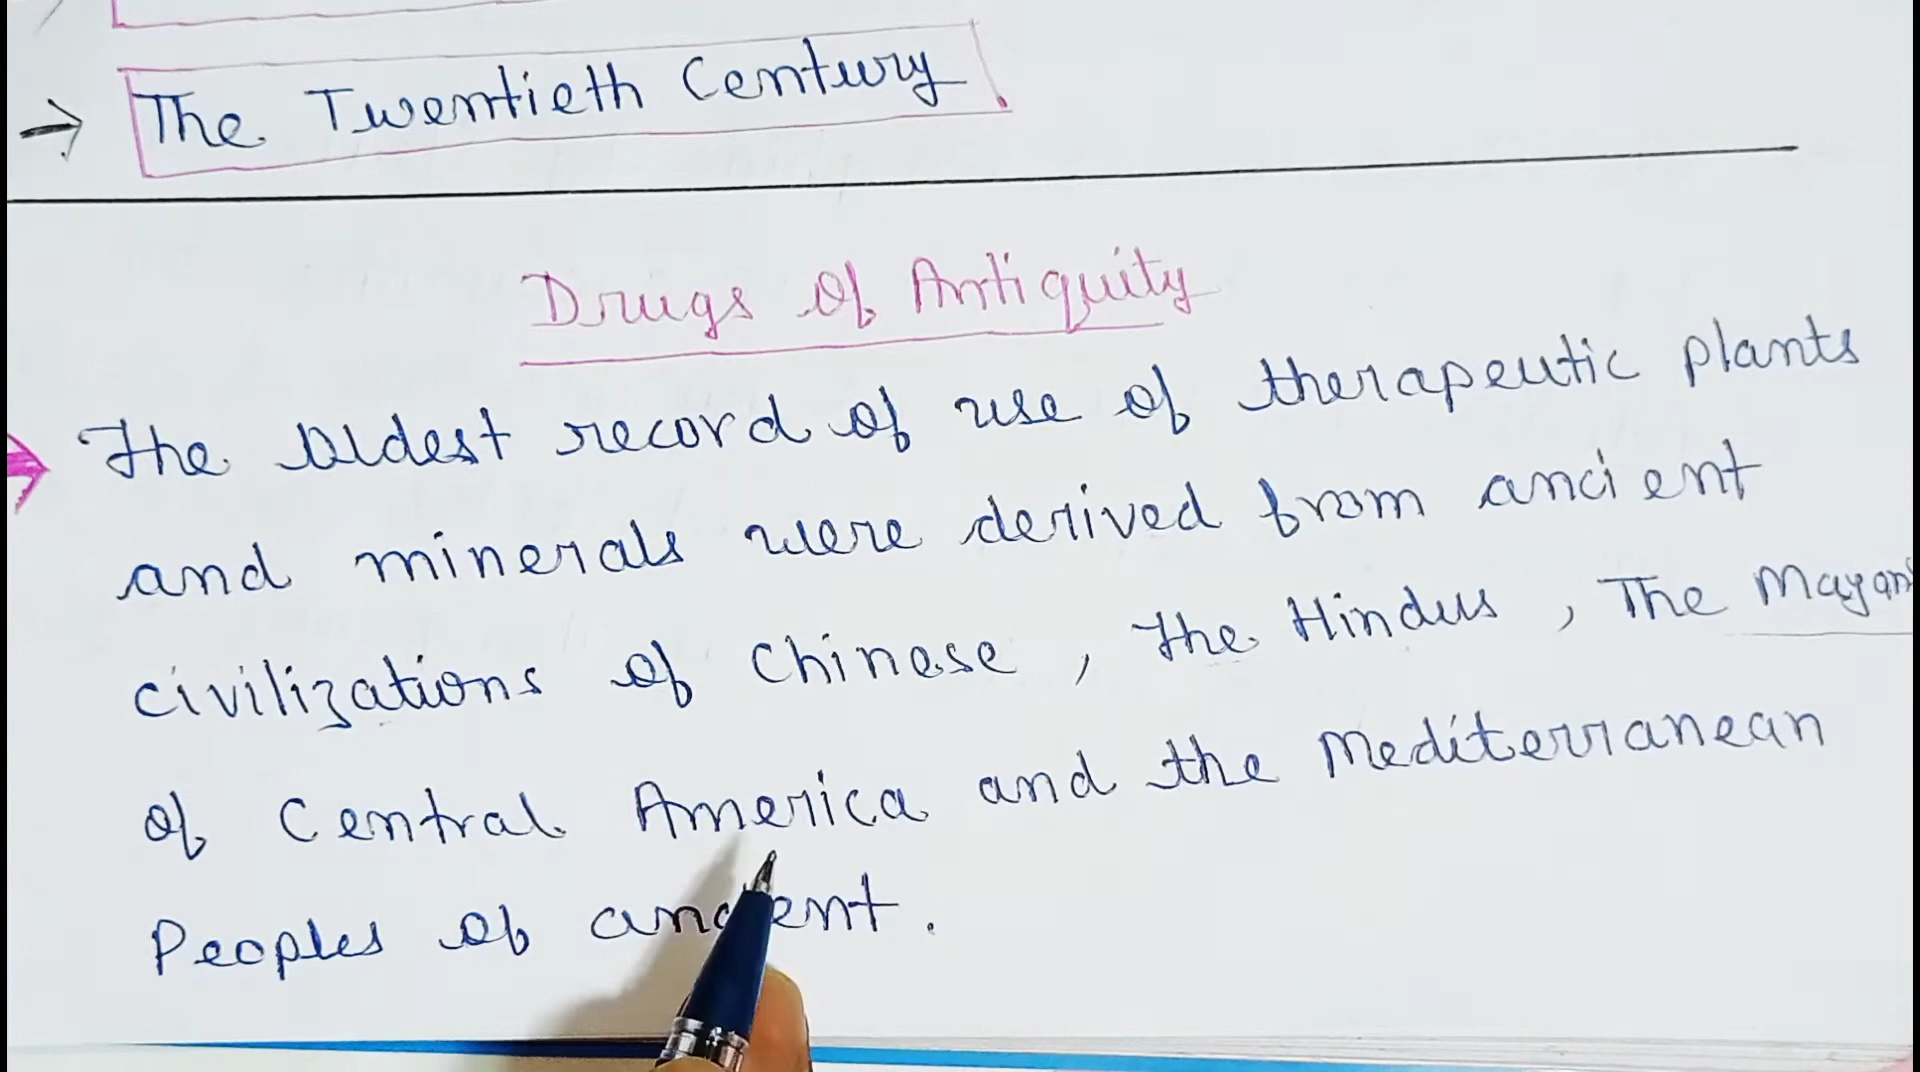 → The Twentieth Century
Drugs of Antiquity
→ The oldest record of use of therapeutic plants
and minerals were derived from ancient
civilizations of Chinese, the Hindus, The Mayans
of Central America and the Mediterranean
Peoples of ancient.